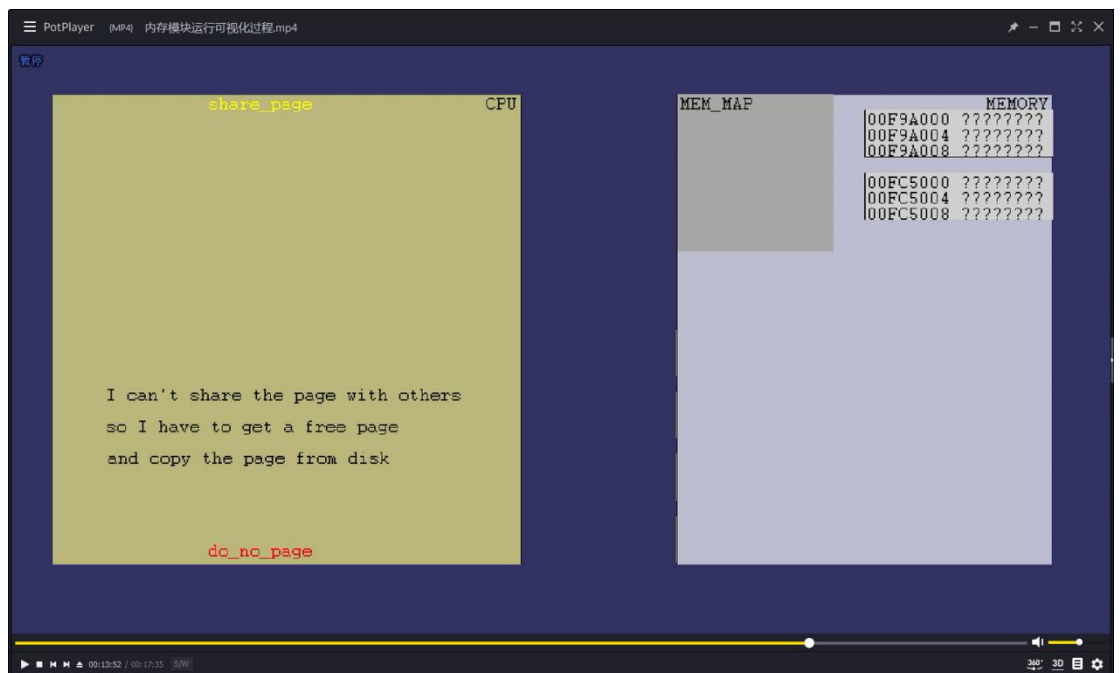 PotPlayer (MP4) 内存模块运行可视化过程.mp4
暂停
share_page CPU
I can't share the page with others
so I have to get a free page
and copy the page from disk
do_no_page
MEM_MAP MEMORY
00F9A000 ????????
00F9A004 ????????
00F9A008 ????????
00FC5000 ????????
00FC5004 ????????
00FC5008 ????????
00:13:52 / 00:17:35 S/W
360° 3D